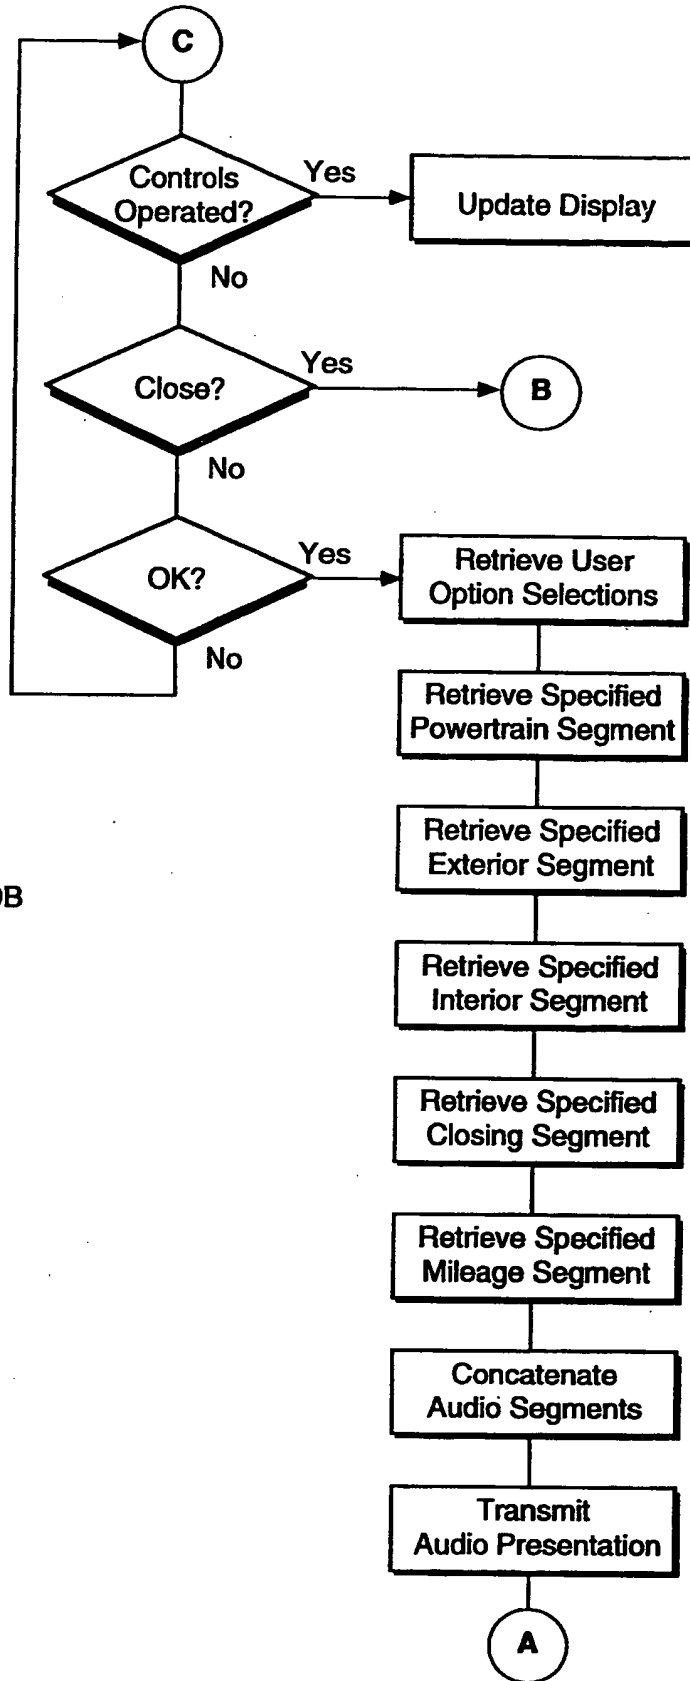 C
Controls
Operated?
Yes
Update Display
No
Close?
Yes
B
No
OK?
Yes
Retrieve User
Option Selections
No
Retrieve Specified
Powertrain Segment
Retrieve Specified
Exterior Segment
Retrieve Specified
Interior Segment
Retrieve Specified
Closing Segment
Retrieve Specified
Mileage Segment
Concatenate
Audio Segments
Transmit
Audio Presentation
A